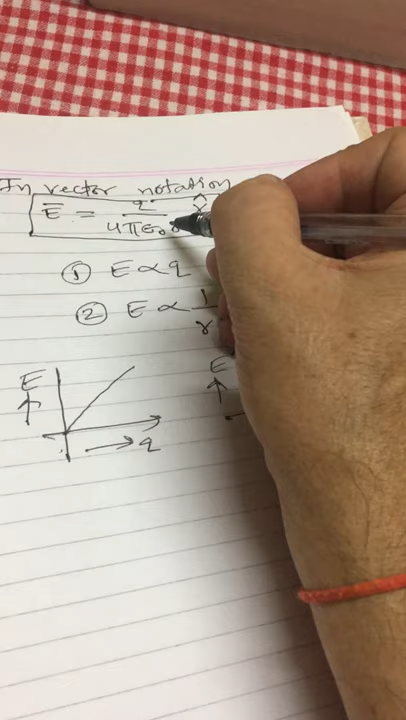 In vector notation
E̅ = q / 4πε₀ r̂
① E ∝ q
② E ∝ 1/r
E E
↑ ↑
→ q